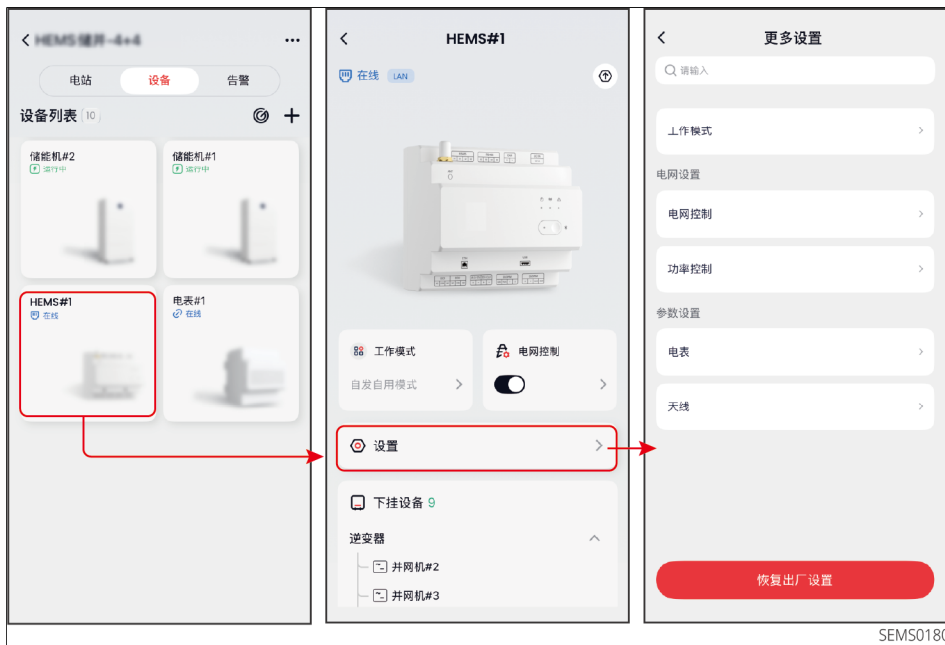 HEMS储并-4+4
电站
设备
告警
设备列表 10
储能机#2
运行中
储能机#1
运行中
HEMS#1
在线
电表#1
在线
HEMS#1
在线 LAN
工作模式
自发自用模式
电网控制
设置
下挂设备 9
逆变器
并网机#2
并网机#3
更多设置
请输入
工作模式
电网设置
电网控制
功率控制
参数设置
电表
天线
恢复出厂设置
SEMS0180